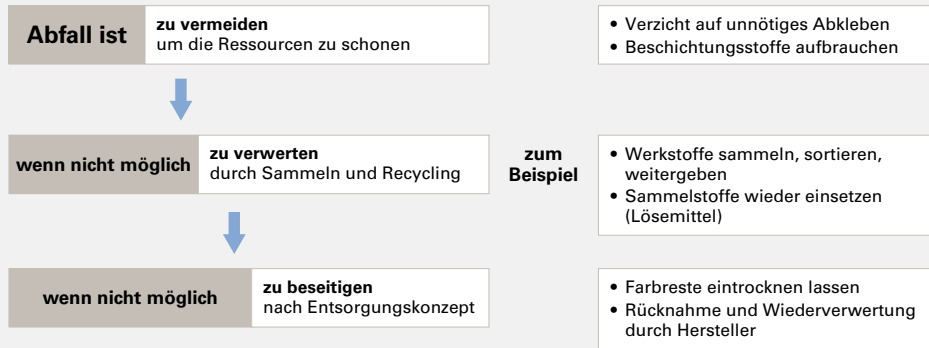 Abfall ist
zu vermeiden
um die Ressourcen zu schonen
• Verzicht auf unnötiges Abkleben
• Beschichtungsstoffe aufbrauchen
wenn nicht möglich
zu verwerten
durch Sammeln und Recycling
zum
Beispiel
• Werkstoffe sammeln, sortieren,
weitergeben
• Sammelstoffe wieder einsetzen
(Lösemittel)
wenn nicht möglich
zu beseitigen
nach Entsorgungskonzept
• Farbreste eintrocknen lassen
• Rücknahme und Wiederverwertung
durch Hersteller